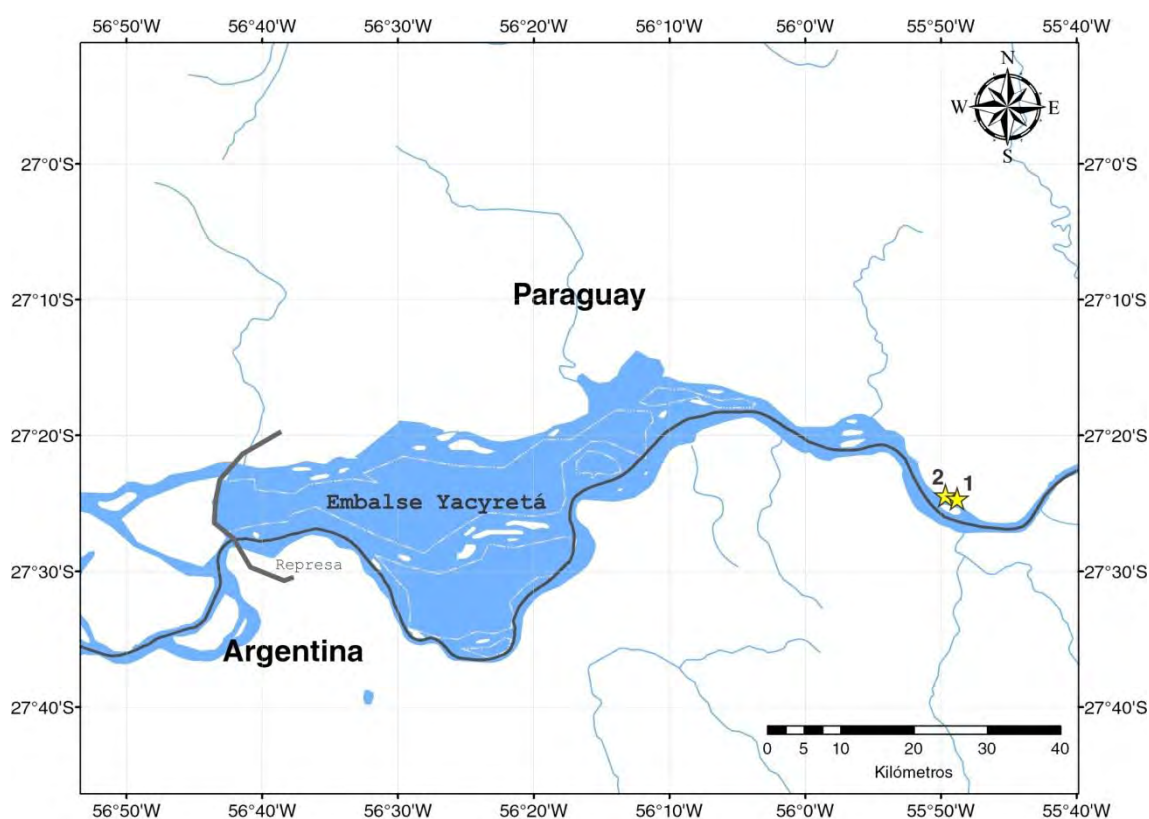 56°50'W 56°40'W 56°30'W 56°20'W 56°10'W 56°0'W 55°50'W 55°40'W
N
W E
S
27°0'S 27°0'S
Paraguay
27°10'S 27°10'S
27°20'S 27°20'S
2 1
Embalse Yacyretá
Represa
27°30'S 27°30'S
Argentina
27°40'S 27°40'S
0 5 10 20 30 40
Kilómetros
56°50'W 56°40'W 56°30'W 56°20'W 56°10'W 56°0'W 55°50'W 55°40'W